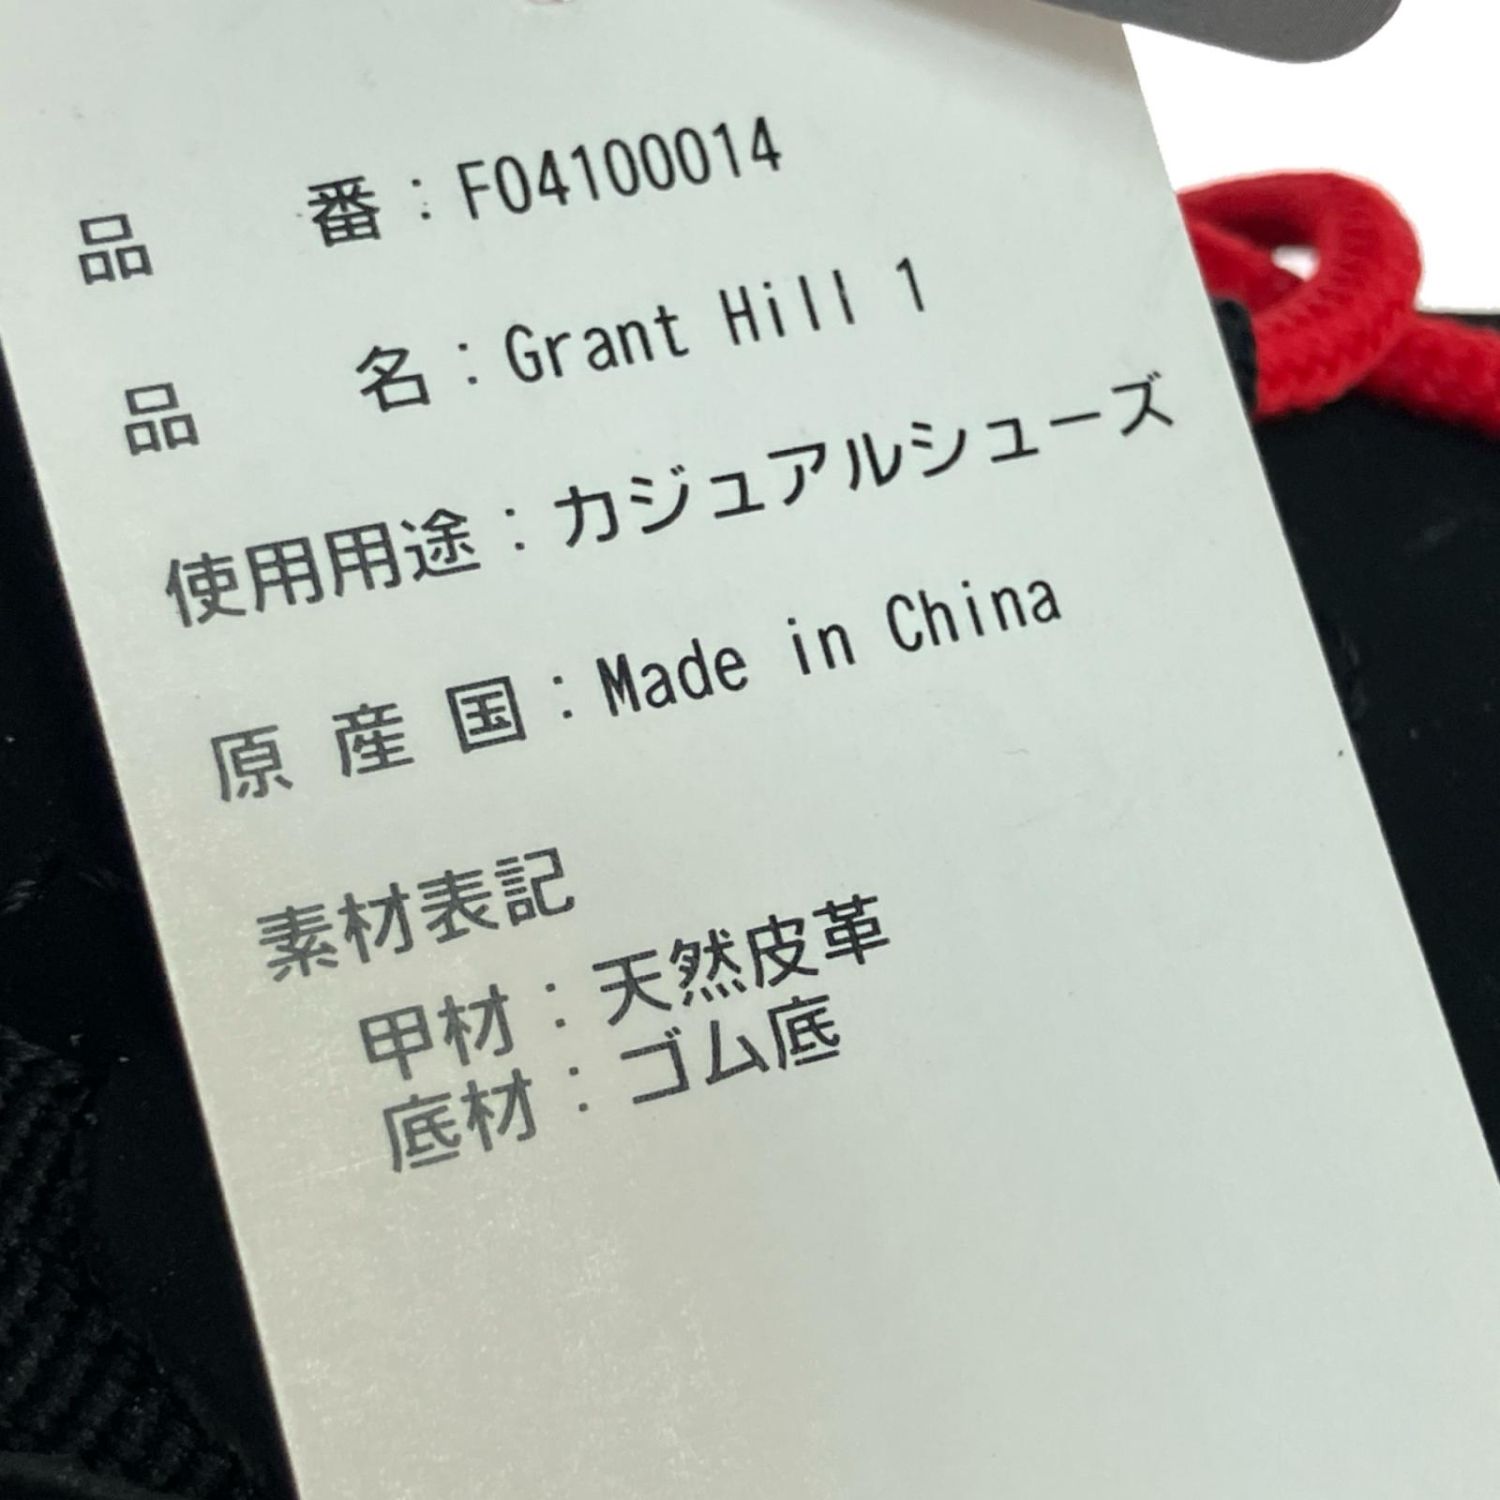 品　　番：F04100014
品　　名：Grant Hill 1
使用用途：カジュアルシューズ
原 産 国：Made in China
素材表記
甲材：天然皮革
底材：ゴム底